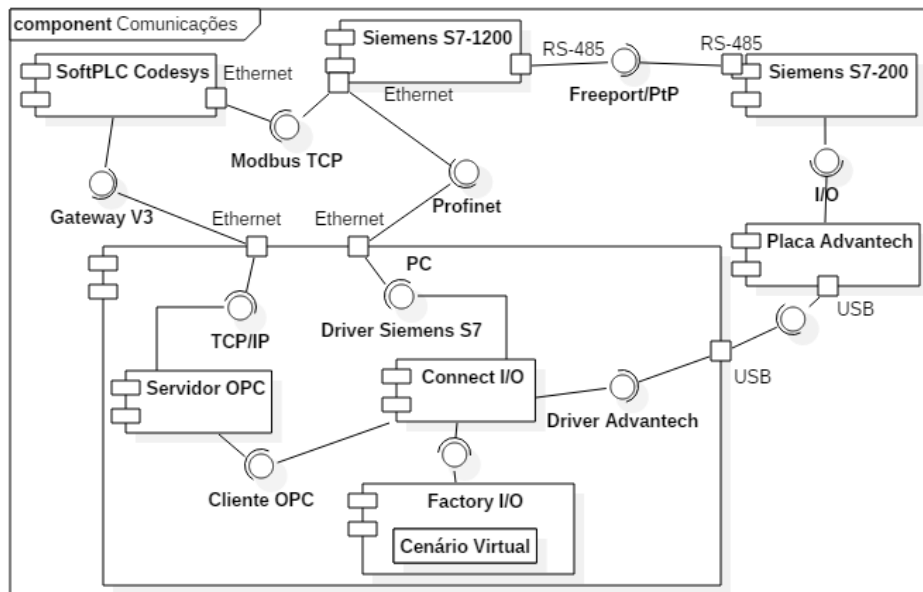 component Comunicações
SoftPLC Codesys
Ethernet
Siemens S7-1200
RS-485
RS-485
Siemens S7-200
Ethernet
Freeport/PtP
Modbus TCP
I/O
Gateway V3
Profinet
Ethernet
Ethernet
Placa Advantech
PC
USB
TCP/IP
Driver Siemens S7
Servidor OPC
Connect I/O
USB
Driver Advantech
Cliente OPC
Factory I/O
Cenário Virtual